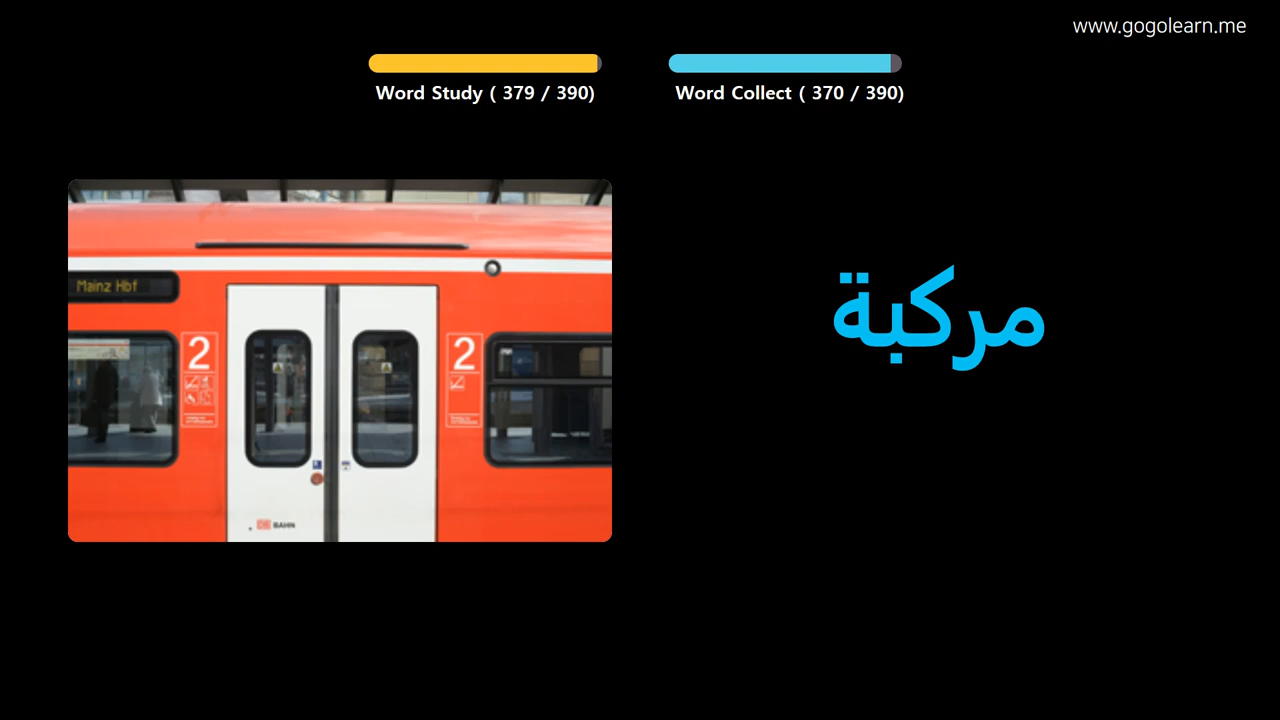 www.gogolearn.me
Word Study ( 379 / 390)
Word Collect ( 370 / 390)
مركبة
Mainz Hbf
2
2
DB BAHN